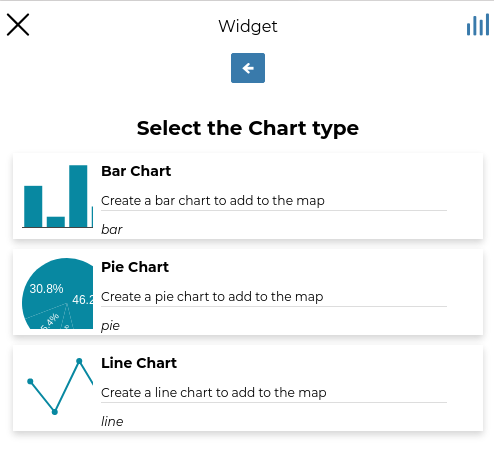 Widget
Select the Chart type
Bar Chart
Create a bar chart to add to the map
bar
30.8%
Pie Chart
Create a pie chart to add to the map
pie
Line Chart
Create a line chart to add to the map
line